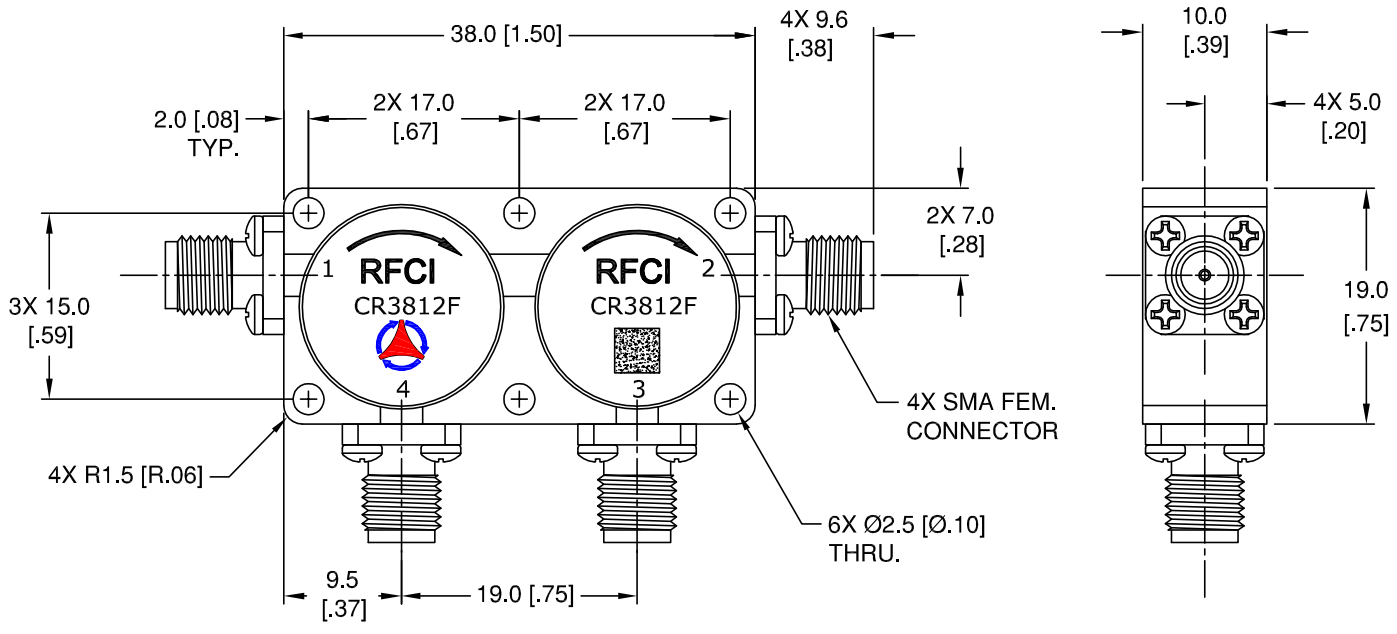 38.0 [1.50]
4X 9.6
[.38]
10.0
[.39]
2X 17.0
[.67]
2X 17.0
[.67]
2.0 [.08]
TYP.
4X 5.0
[.20]
2X 7.0
[.28]
1
RFCI
CR3812F
4
RFCI
CR3812F
2
3
3X 15.0
[.59]
19.0
[.75]
4X SMA FEM.
CONNECTOR
4X R1.5 [R.06]
6X Ø2.5 [Ø.10]
THRU.
9.5
[.37]
19.0 [.75]